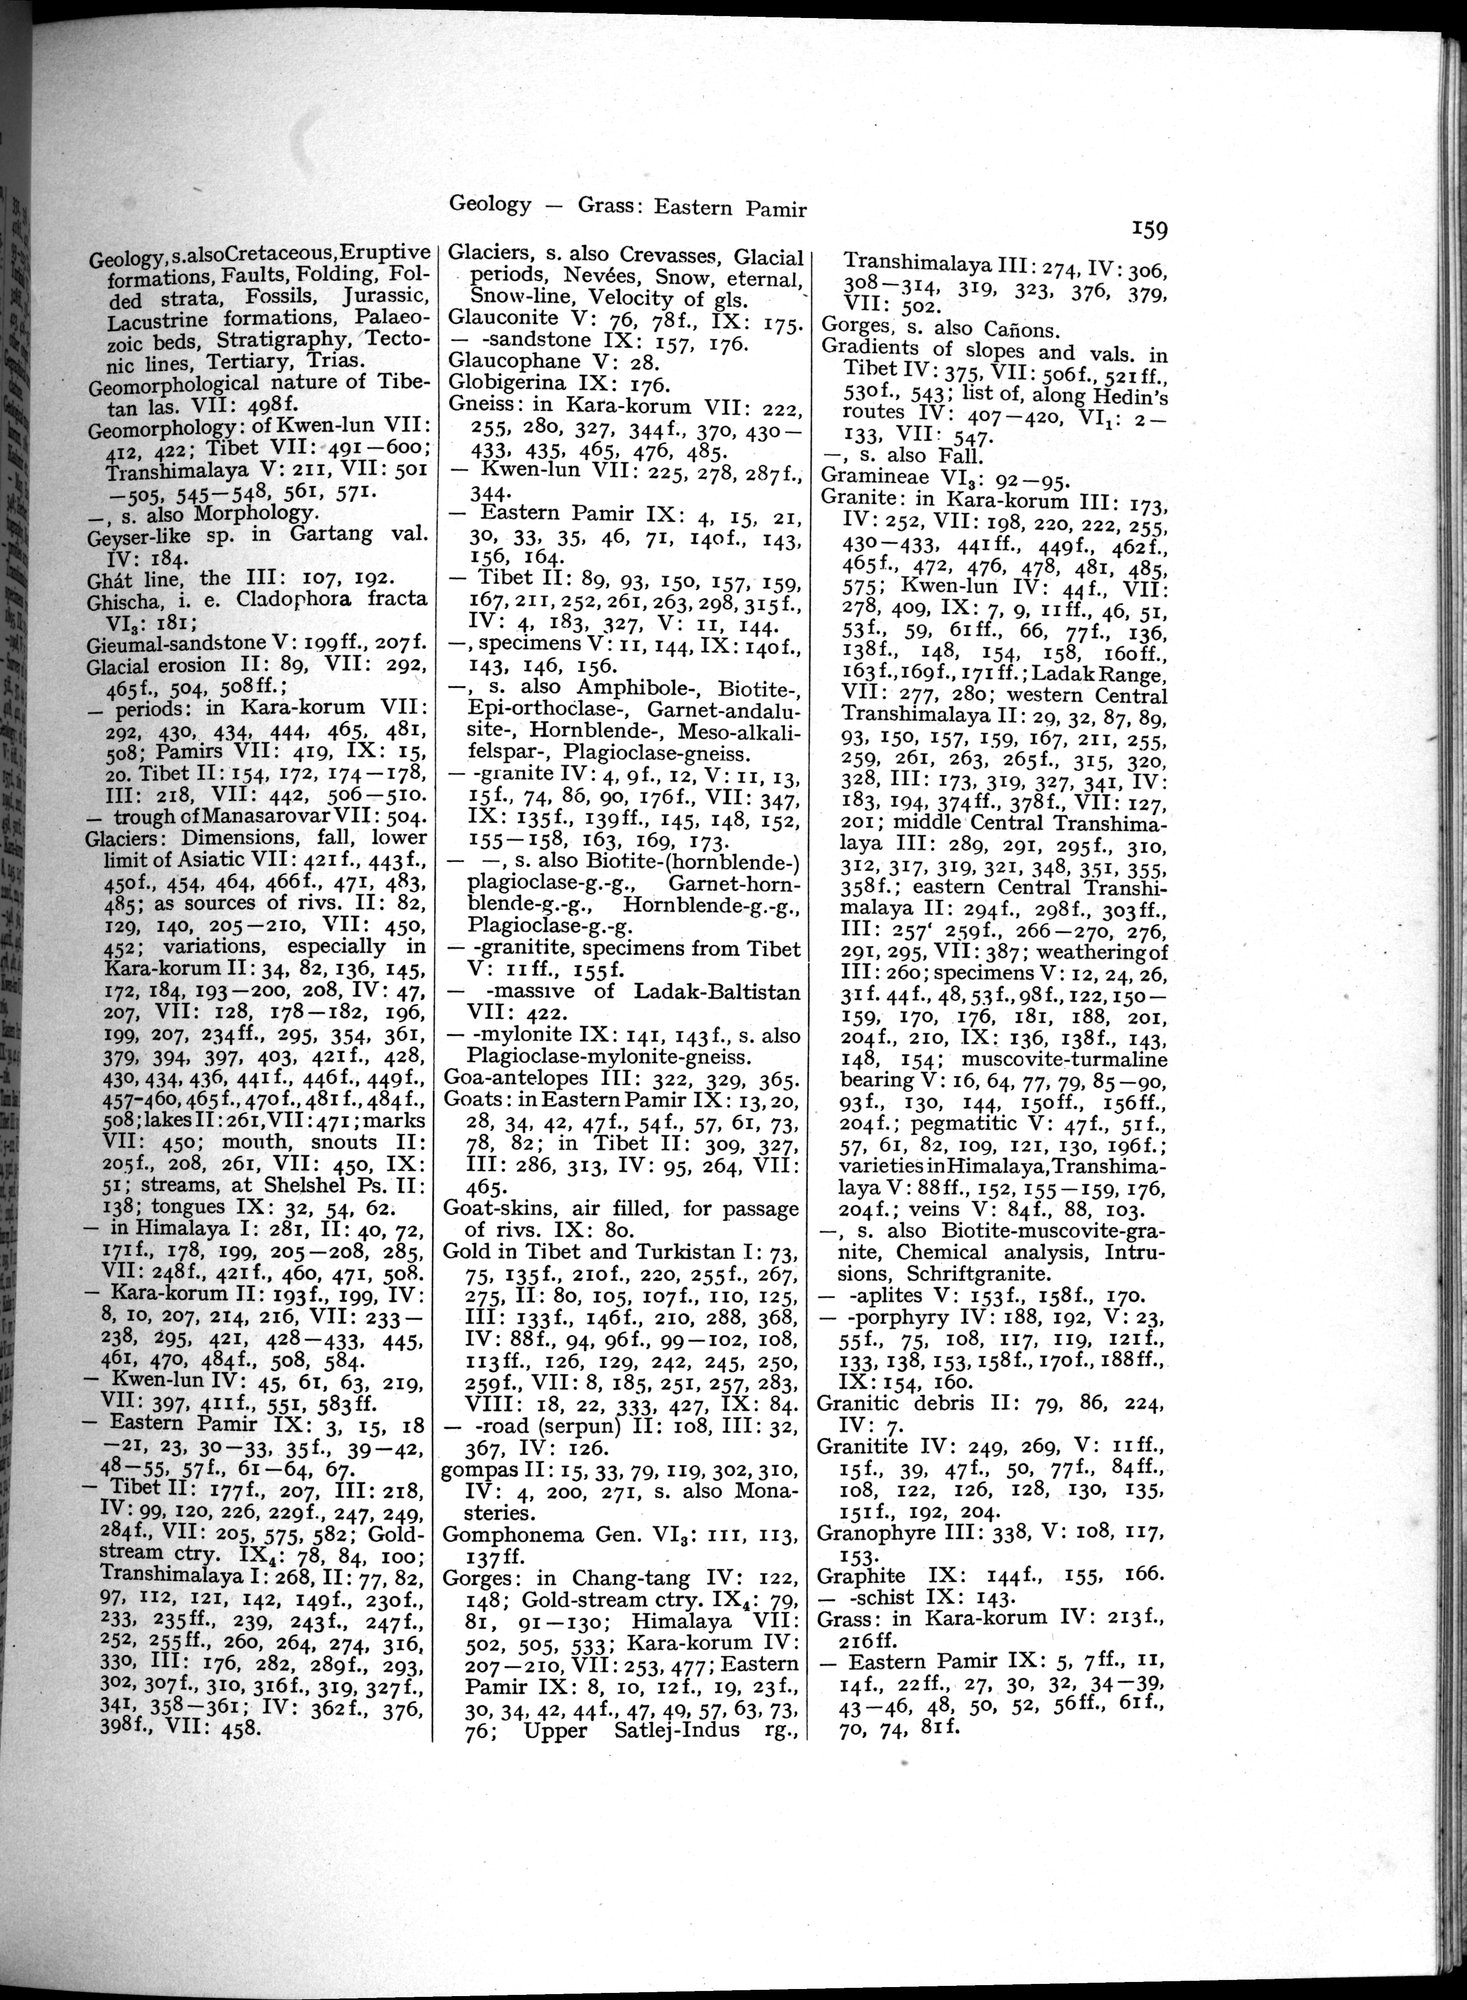 Geology — Grass: Eastern Pamir
159
Geology, s. also Cretaceous, Eruptive
formations, Faults, Folding, Fol-
ded strata, Fossils, Jurassic,
Lacustrine formations, Palaeo-
zoic beds, Stratigraphy, Tecto-
nic lines, Tertiary, Trias.
Geomorphological nature of Tibe-
tan las. VII: 498f.
Geomorphology: of Kwen-lun VII:
412, 422; Tibet VII: 491—600;
Transhimalaya V: 211, VII: 501
—505, 545—548, 561, 571.
—, s. also Morphology.
Geyser-like sp. in Gartang val.
IV: 184.
Ghát line, the III: 107, 192.
Ghischa, i. e. Cladophora fracta
VI₃: 181;
Gieumal-sandstone V: 199ff., 207f.
Glacial erosion II: 89, VII: 292,
465f., 504, 508ff.;
— periods: in Kara-korum VII:
292, 430, 434, 444, 465, 481,
508; Pamirs VII: 419, IX: 15,
20. Tibet II: 154, 172, 174—178,
III: 218, VII: 442, 506—510.
— trough of Manasarovar VII: 504.
Glaciers: Dimensions, fall, lower
limit of Asiatic VII: 421f., 443f.,
450f., 454, 464, 466f., 471, 483,
485; as sources of rivs. II: 82,
129, 140, 205—210, VII: 450,
452; variations, especially in
Kara-korum II: 34, 82, 136, 145,
172, 184, 193—200, 208, IV: 47,
207, VII: 128, 178—182, 196,
199, 207, 234ff., 295, 354, 361,
379, 394, 397, 403, 421f., 428,
430, 434, 436, 441f., 446f., 449f.,
457-460, 465f., 470f., 481f., 484f.,
508; lakes II: 261, VII: 471; marks
VII: 450; mouth, snouts II:
205f., 208, 261, VII: 450, IX:
51; streams, at Shelshel Ps. II:
138; tongues IX: 32, 54, 62.
— in Himalaya I: 281, II: 40, 72,
171f., 178, 199, 205—208, 285,
VII: 248f., 421f., 460, 471, 508.
— Kara-korum II: 193f., 199, IV:
8, 10, 207, 214, 216, VII: 233—
238, 295, 421, 428—433, 445,
461, 470, 484f., 508, 584.
— Kwen-lun IV: 45, 61, 63, 219,
VII: 397, 411f., 551, 583ff.
— Eastern Pamir IX: 3, 15, 18
—21, 23, 30—33, 35f., 39—42,
48—55, 57f., 61—64, 67.
— Tibet II: 177f., 207, III: 218,
IV: 99, 120, 226, 229f., 247, 249,
284f., VII: 205, 575, 582; Gold-
stream ctry. IX₄: 78, 84, 100;
Transhimalaya I: 268, II: 77, 82,
97, 112, 121, 142, 149f., 230f.,
233, 235ff., 239, 243f., 247f.,
252, 255ff., 260, 264, 274, 316,
330, III: 176, 282, 289f., 293,
302, 307f., 310, 316f., 319, 327f.,
341, 358—361; IV: 362f., 376,
398f., VII: 458.
Glaciers, s. also Crevasses, Glacial
periods, Nevées, Snow, eternal,
Snow-line, Velocity of gls.
Glauconite V: 76, 78f., IX: 175.
— -sandstone IX: 157, 176.
Glaucophane V: 28.
Globigerina IX: 176.
Gneiss: in Kara-korum VII: 222,
255, 280, 327, 344f., 370, 430—
433, 435, 465, 476, 485.
— Kwen-lun VII: 225, 278, 287f.,
344.
— Eastern Pamir IX: 4, 15, 21,
30, 33, 35, 46, 71, 140f., 143,
156, 164.
— Tibet II: 89, 93, 150, 157, 159,
167, 211, 252, 261, 263, 298, 315f.,
IV: 4, 183, 327, V: 11, 144.
—, specimens V: 11, 144, IX: 140f.,
143, 146, 156.
—, s. also Amphibole-, Biotite-,
Epi-orthoclase-, Garnet-andalu-
site-, Hornblende-, Meso-alkali-
felspar-, Plagioclase-gneiss.
— -granite IV: 4, 9f., 12, V: 11, 13,
15f., 74, 86, 90, 176f., VII: 347,
IX: 135f., 139ff., 145, 148, 152,
155—158, 163, 169, 173.
— —, s. also Biotite-(hornblende-)
plagioclase-g.-g., Garnet-horn-
blende-g.-g., Hornblende-g.-g.,
Plagioclase-g.-g.
— -granitite, specimens from Tibet
V: 11ff., 155f.
— -massive of Ladak-Baltistan
VII: 422.
— -mylonite IX: 141, 143f., s. also
Plagioclase-mylonite-gneiss.
Goa-antelopes III: 322, 329, 365.
Goats: in Eastern Pamir IX: 13, 20,
28, 34, 42, 47f., 54f., 57, 61, 73,
78, 82; in Tibet II: 309, 327,
III: 286, 313, IV: 95, 264, VII:
465.
Goat-skins, air filled, for passage
of rivs. IX: 80.
Gold in Tibet and Turkistan I: 73,
75, 135f., 210f., 220, 255f., 267,
275, II: 80, 105, 107f., 110, 125,
III: 133f., 146f., 210, 288, 368,
IV: 88f., 94, 96f., 99—102, 108,
113ff., 126, 129, 242, 245, 250,
259f., VII: 8, 185, 251, 257, 283,
VIII: 18, 22, 333, 427, IX: 84.
— -road (serpun) II: 108, III: 32,
367, IV: 126.
gompas II: 15, 33, 79, 119, 302, 310,
IV: 4, 200, 271, s. also Mona-
steries.
Gomphonema Gen. VI₃: 111, 113,
137ff.
Gorges: in Chang-tang IV: 122,
148; Gold-stream ctry. IX₄: 79,
81, 91—130; Himalaya VII:
502, 505, 533; Kara-korum IV:
207—210, VII: 253, 477; Eastern
Pamir IX: 8, 10, 12f., 19, 23f.,
30, 34, 42, 44f., 47, 49, 57, 63, 73,
76; Upper Satlej-Indus rg.,
Transhimalaya III: 274, IV: 306,
308—314, 319, 323, 376, 379,
VII: 502.
Gorges, s. also Cañons.
Gradients of slopes and vals. in
Tibet IV: 375, VII: 506f., 521ff.,
530f., 543; list of, along Hedin's
routes IV: 407—420, VI₁: 2—
133, VII: 547.
—, s. also Fall.
Gramineae VI₃: 92—95.
Granite: in Kara-korum III: 173,
IV: 252, VII: 198, 220, 222, 255,
430—433, 441ff., 449f., 462f.,
465f., 472, 476, 478, 481, 485,
575; Kwen-lun IV: 44f., VII:
278, 409, IX: 7, 9, 11ff., 46, 51,
53f., 59, 61ff., 66, 77f., 136,
138f., 148, 154, 158, 160ff.,
163f., 169f., 171ff.; Ladak Range,
VII: 277, 280; western Central
Transhimalaya II: 29, 32, 87, 89,
93, 150, 157, 159, 167, 211, 255,
259, 261, 263, 265f., 315, 320,
328, III: 173, 319, 327, 341, IV:
183, 194, 374ff., 378f., VII: 127,
201; middle Central Transhima-
laya III: 289, 291, 295f., 310,
312, 317, 319, 321, 348, 351, 355,
358f.; eastern Central Transhi-
malaya II: 294f., 298f., 303ff.,
III: 257‘ 259f., 266—270, 276,
291, 295, VII: 387; weathering of
III: 260; specimens V: 12, 24, 26,
31f. 44f., 48, 53f., 98f., 122, 150—
159, 170, 176, 181, 188, 201,
204f., 210, IX: 136, 138f., 143,
148, 154; muscovite-turmaline
bearing V: 16, 64, 77, 79, 85—90,
93f., 130, 144, 150ff., 156ff.,
204f.; pegmatitic V: 47f., 51f.,
57, 61, 82, 109, 121, 130, 196f.;
varieties in Himalaya, Transhima-
laya V: 88ff., 152, 155—159, 176,
204f.; veins V: 84f., 88, 103.
—, s. also Biotite-muscovite-gra-
nite, Chemical analysis, Intru-
sions, Schriftgranite.
— -aplites V: 153f., 158f., 170.
— -porphyry IV: 188, 192, V: 23,
55f., 75, 108, 117, 119, 121f.,
133, 138, 153, 158f., 170f., 188ff.,
IX: 154, 160.
Granitic debris II: 79, 86, 224,
IV: 7.
Granitite IV: 249, 269, V: 11ff.,
15f., 39, 47f., 50, 77f., 84ff.,
108, 122, 126, 128, 130, 135,
151f., 192, 204.
Granophyre III: 338, V: 108, 117,
153.
Graphite IX: 144f., 155, 166.
— -schist IX: 143.
Grass: in Kara-korum IV: 213f.,
216ff.
— Eastern Pamir IX: 5, 7ff., 11,
14f., 22ff., 27, 30, 32, 34—39,
43—46, 48, 50, 52, 56ff., 61f.,
70, 74, 81f.